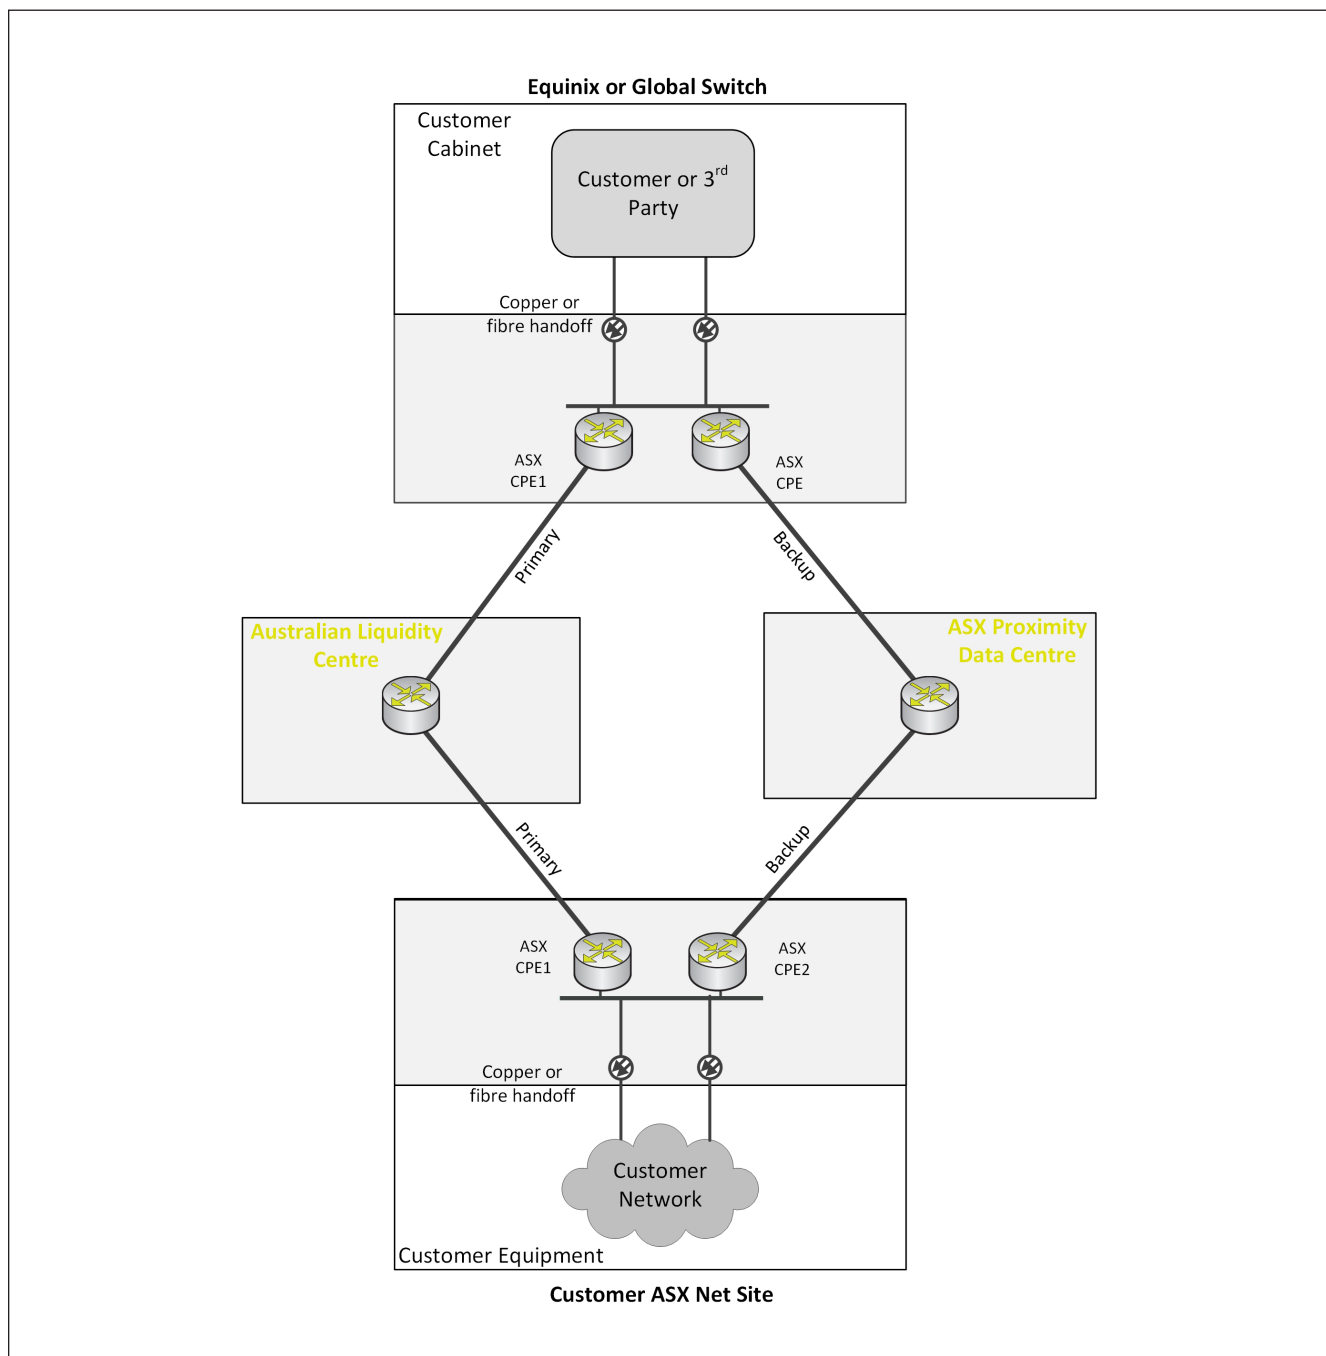 Equinix or Global Switch
Customer
Cabinet
Customer or 3rd
Party
Copper or
fibre handoff
ASX
CPE1
ASX
CPE
Primary
Backup
Australian Liquidity
Centre
ASX Proximity
Data Centre
Primary
Backup
ASX
CPE1
ASX
CPE2
Copper or
fibre handoff
Customer
Network
Customer Equipment
Customer ASX Net Site